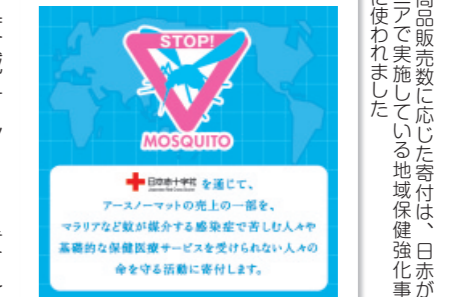 商品販売数に応じた寄付は、日赤が
アで実施している地域保健強化事
に使われました
STOP!
MOSQUITO
日本赤十字社 を通じて、
アースノーマットの売上の一部を、
マラリアなど蚊が媒介する感染症で苦しむ人々や
基礎的な保健医療サービスを受けられない人々の
命を守る活動に寄付します。